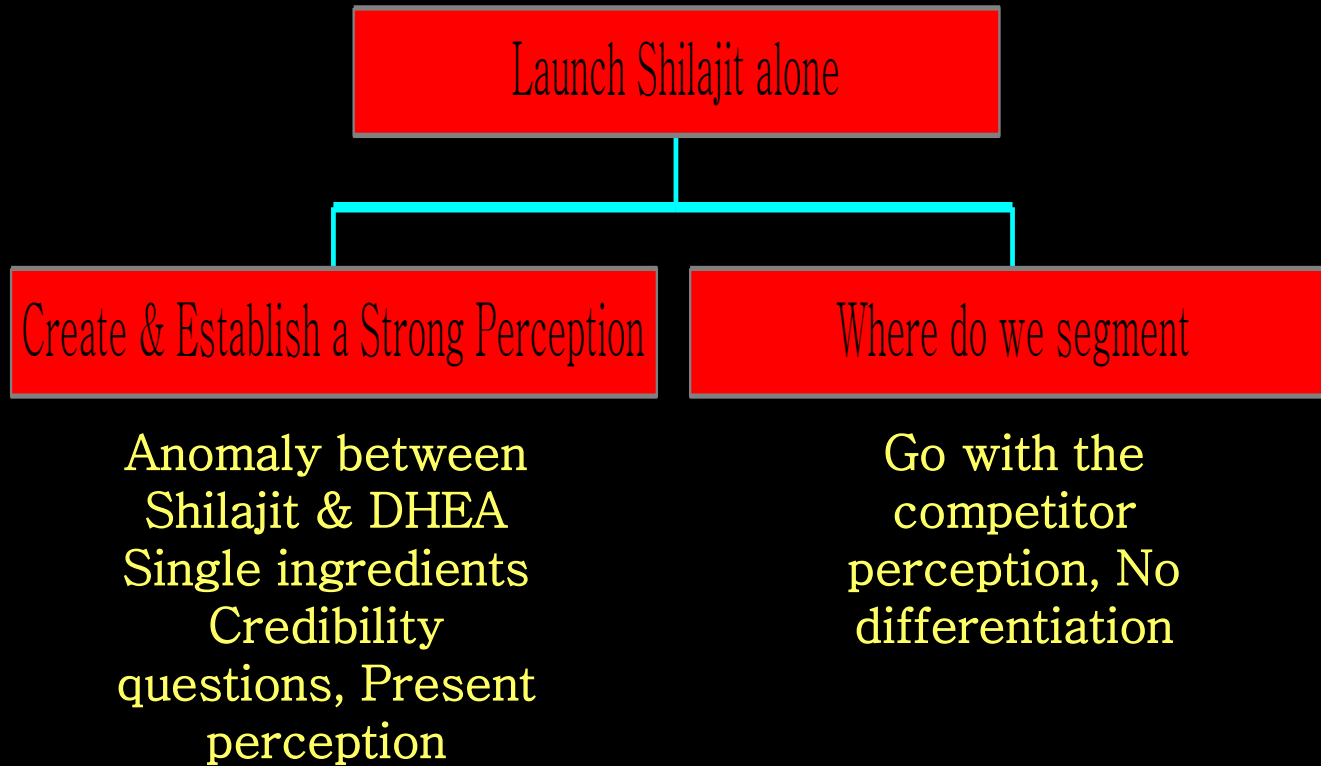 Launch Shilajit alone
Create & Establish a Strong Perception
Where do we segment
Anomaly between
Shilajit & DHEA
Single ingredients
Credibility
questions, Present
perception
Go with the
competitor
perception, No
differentiation